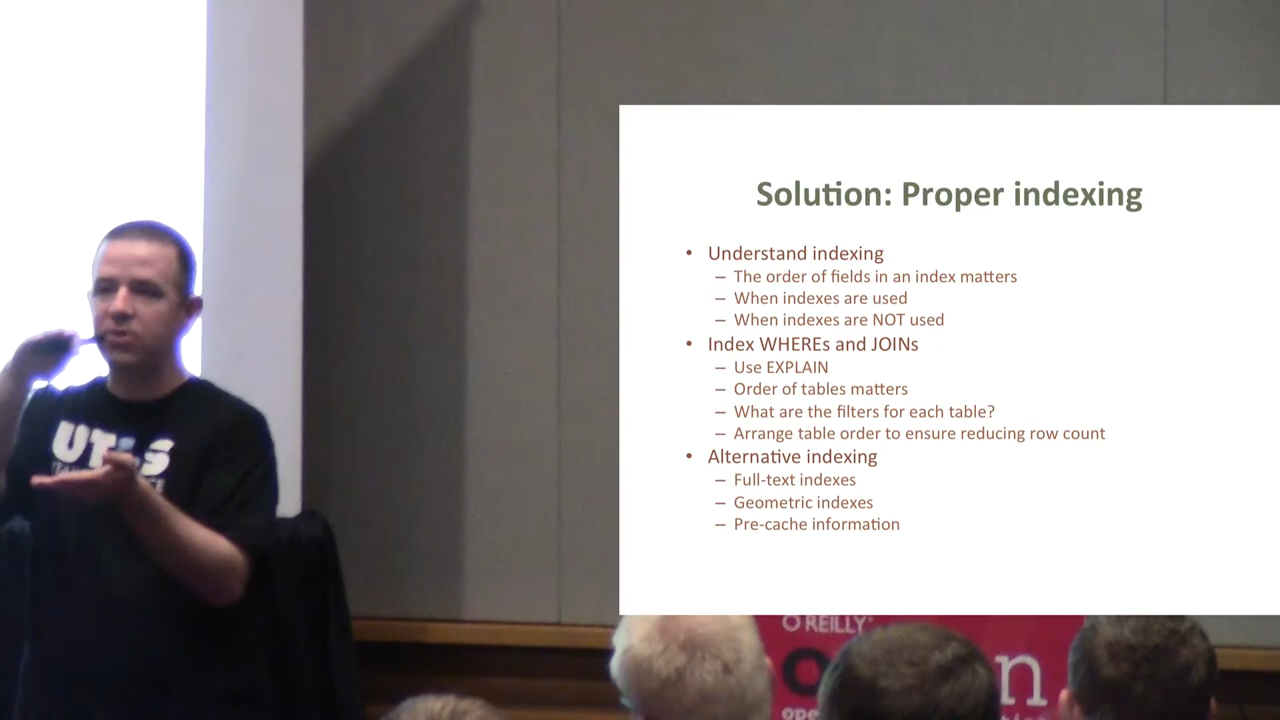 Solution: Proper indexing
• Understand indexing
– The order of fields in an index matters
– When indexes are used
– When indexes are NOT used
• Index WHEREs and JOINs
– Use EXPLAIN
– Order of tables matters
– What are the filters for each table?
– Arrange table order to ensure reducing row count
• Alternative indexing
– Full-text indexes
– Geometric indexes
– Pre-cache information
O REILLY®